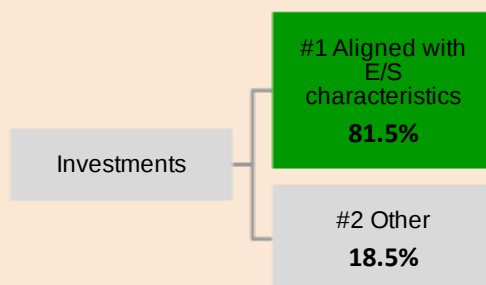 Investments
#1 Aligned with
E/S
characteristics
81.5%
#2 Other
18.5%